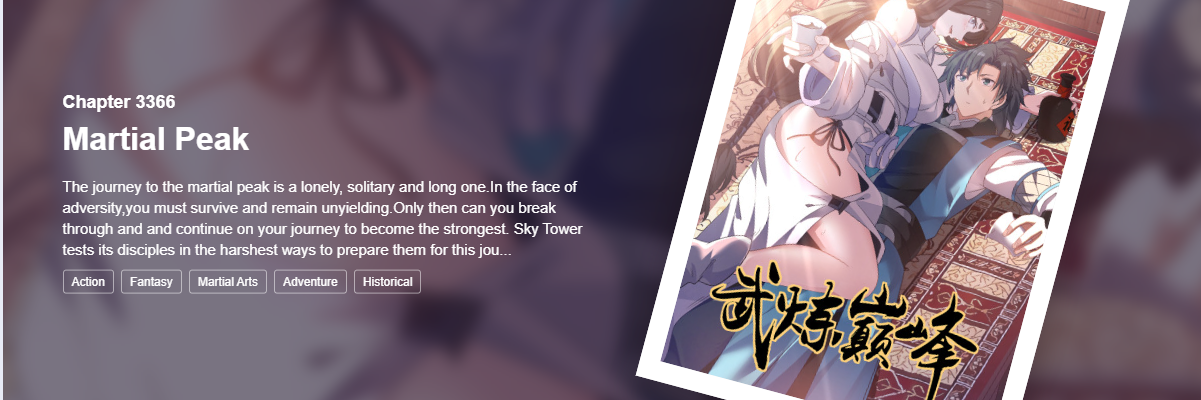 Chapter 3366
Martial Peak
The journey to the martial peak is a lonely, solitary and long one.In the face of
adversity,you must survive and remain unyielding.Only then can you break
through and and continue on your journey to become the strongest. Sky Tower
tests its disciples in the harshest ways to prepare them for this jou...
Action
Fantasy
Martial Arts
Adventure
Historical
武炼巅峰